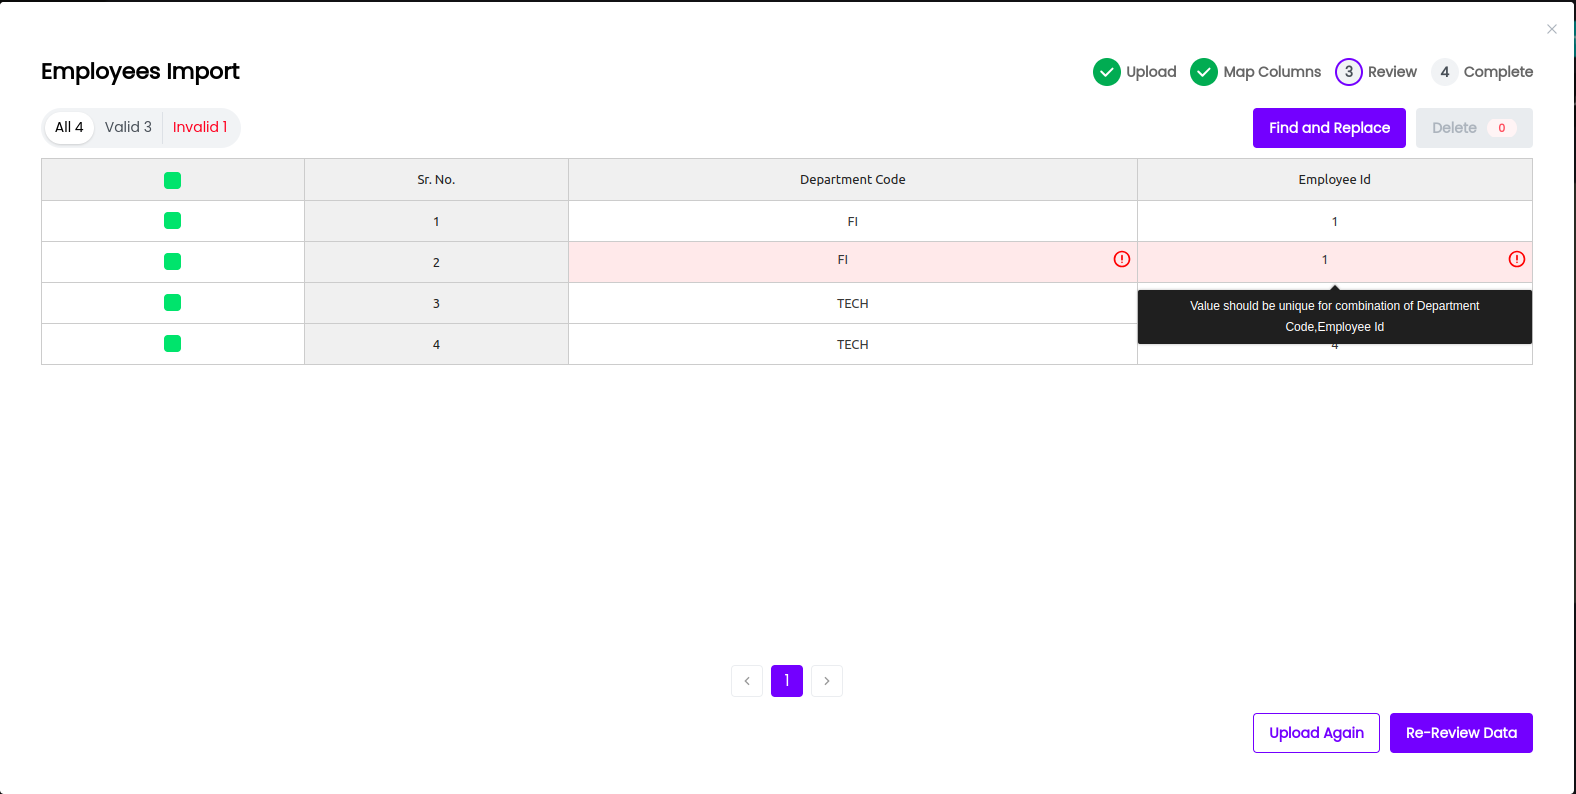 Employees Import
Upload
Map Columns
3 Review
4 Complete
All 4
Valid 3
Invalid 1
Find and Replace
Delete 0
Sr. No. Department Code Employee Id
1 FI 1
2 FI 1
3 TECH
Value should be unique for combination of Department
Code,Employee Id
4 TECH 4
1
Upload Again
Re-Review Data